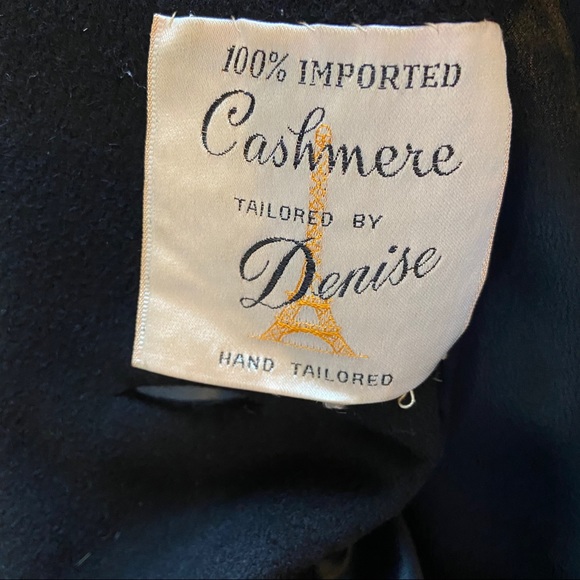 100% IMPORTED
Cashmere
TAILORED BY
Denise
HAND TAILORED